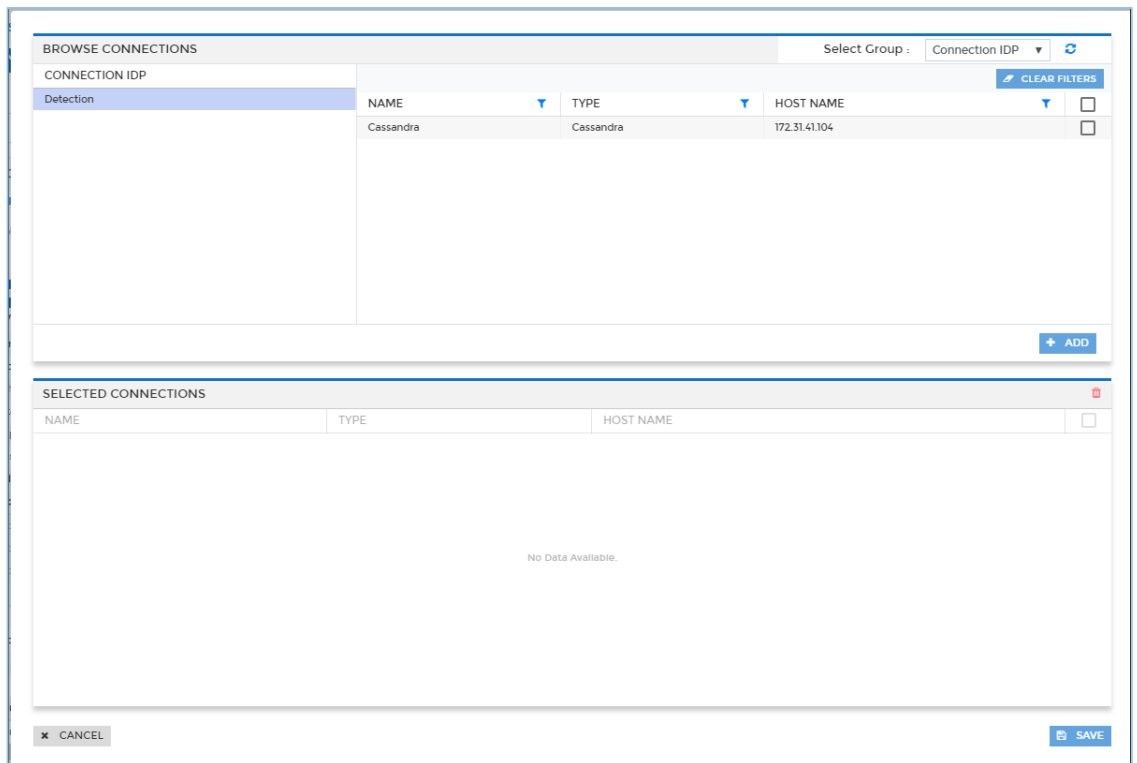 BROWSE CONNECTIONS Select Group : Connection IDP
CONNECTION IDP CLEAR FILTERS
Detection
NAME TYPE HOST NAME
Cassandra Cassandra 172.31.41.104
+ ADD
SELECTED CONNECTIONS
NAME TYPE HOST NAME
No Data Available.
CANCEL SAVE